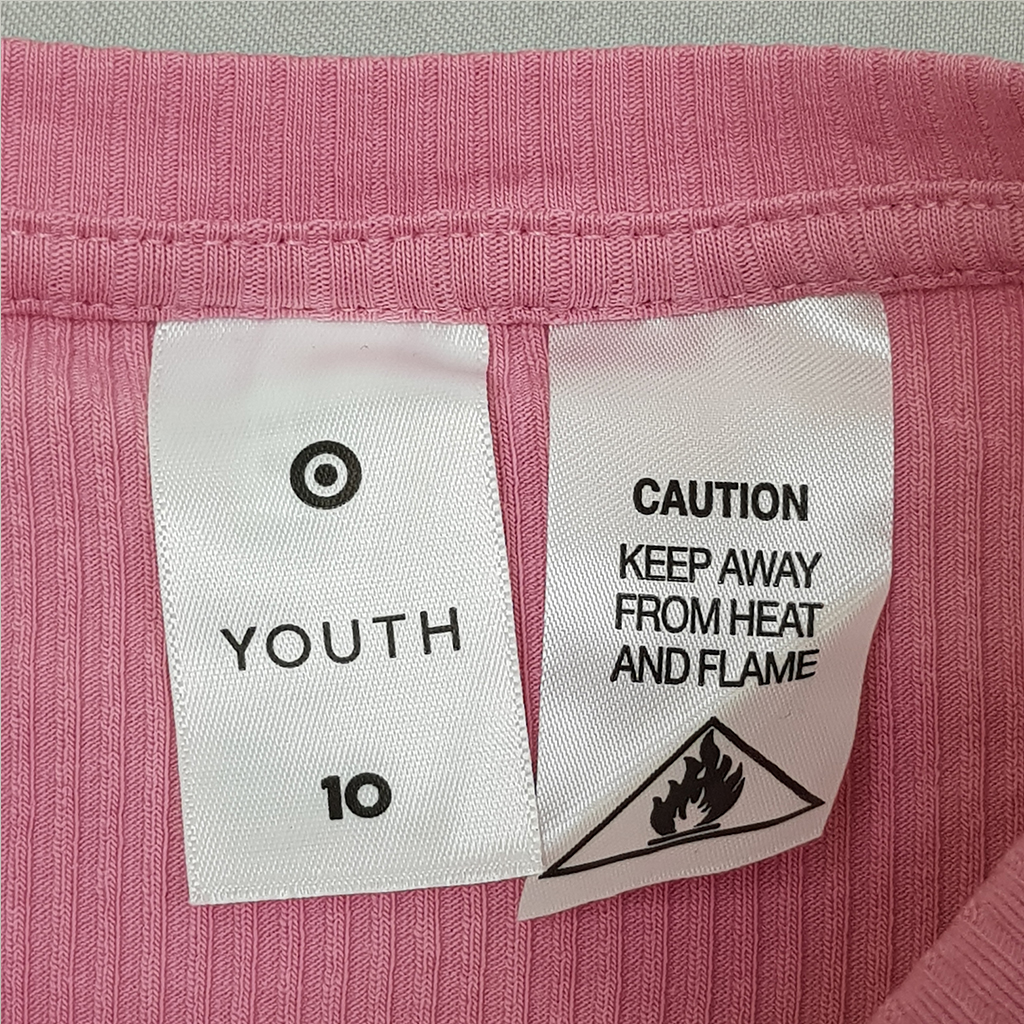 YOUTH
10
CAUTION
KEEP AWAY
FROM HEAT
AND FLAME